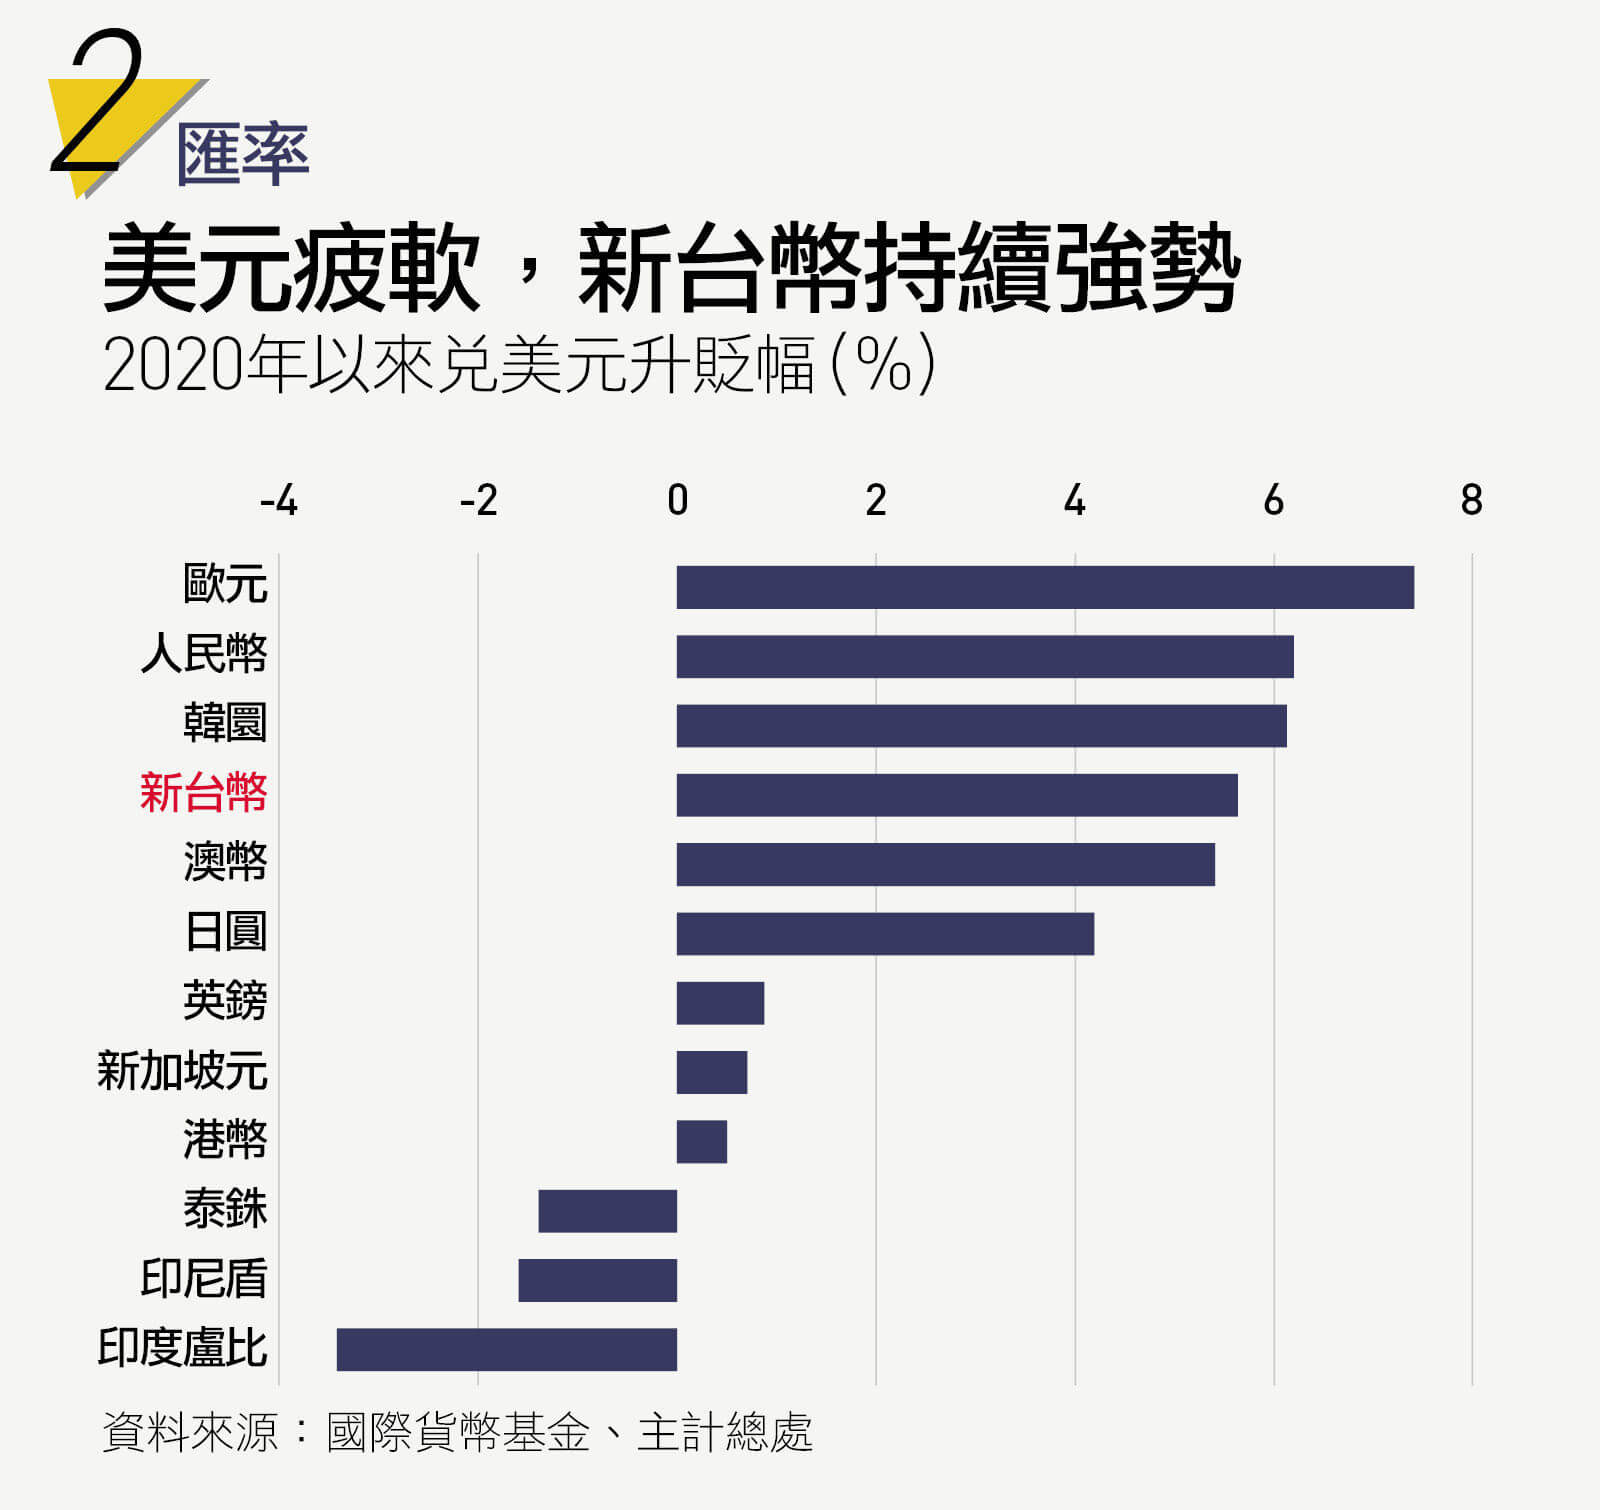 2
匯率
美元疲軟，新台幣持續強勢
2020年以來兌美元升貶幅(%)
-4 -2 0 2 4 6 8
歐元
人民幣
韓圜
新台幣
澳幣
日圓
英鎊
新加坡元
港幣
泰銖
印尼盾
印度盧比
資料來源：國際貨幣基金、主計總處